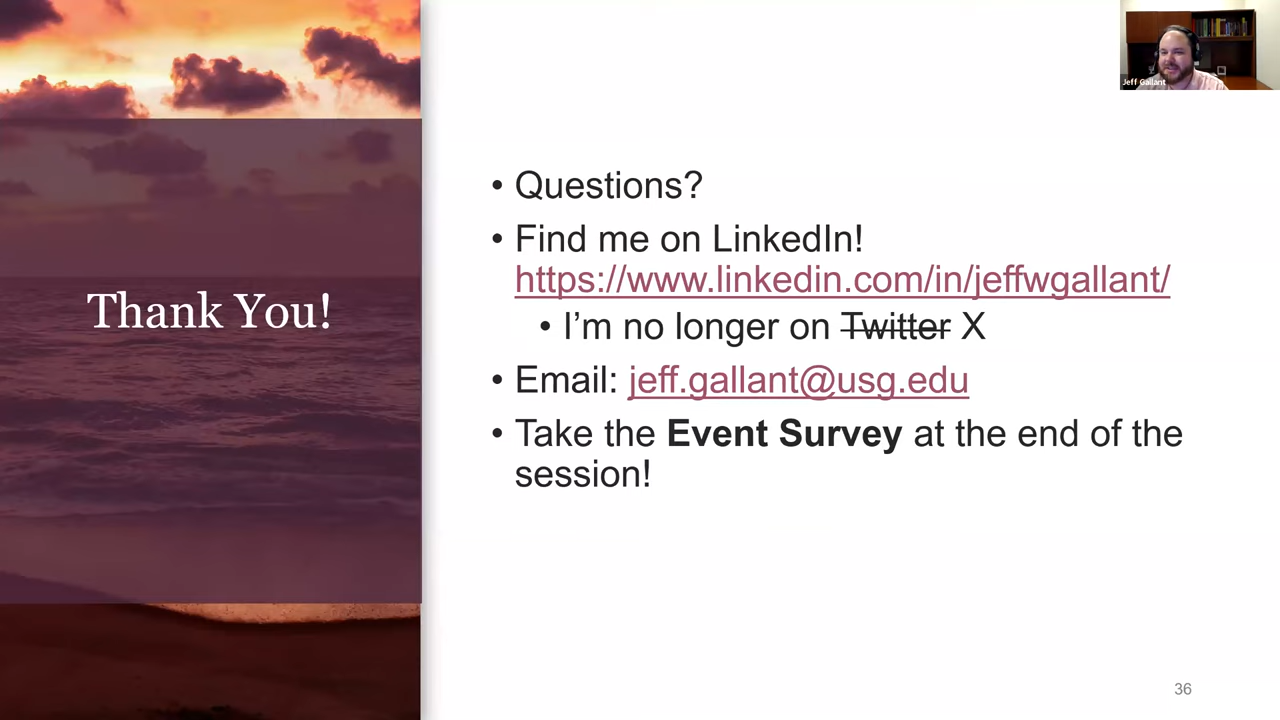 Jeff Gallant
Thank You!
• Questions?
• Find me on LinkedIn!
https://www.linkedin.com/in/jeffwgallant/
• I’m no longer on Twitter X
• Email: jeff.gallant@usg.edu
• Take the Event Survey at the end of the
session!
36